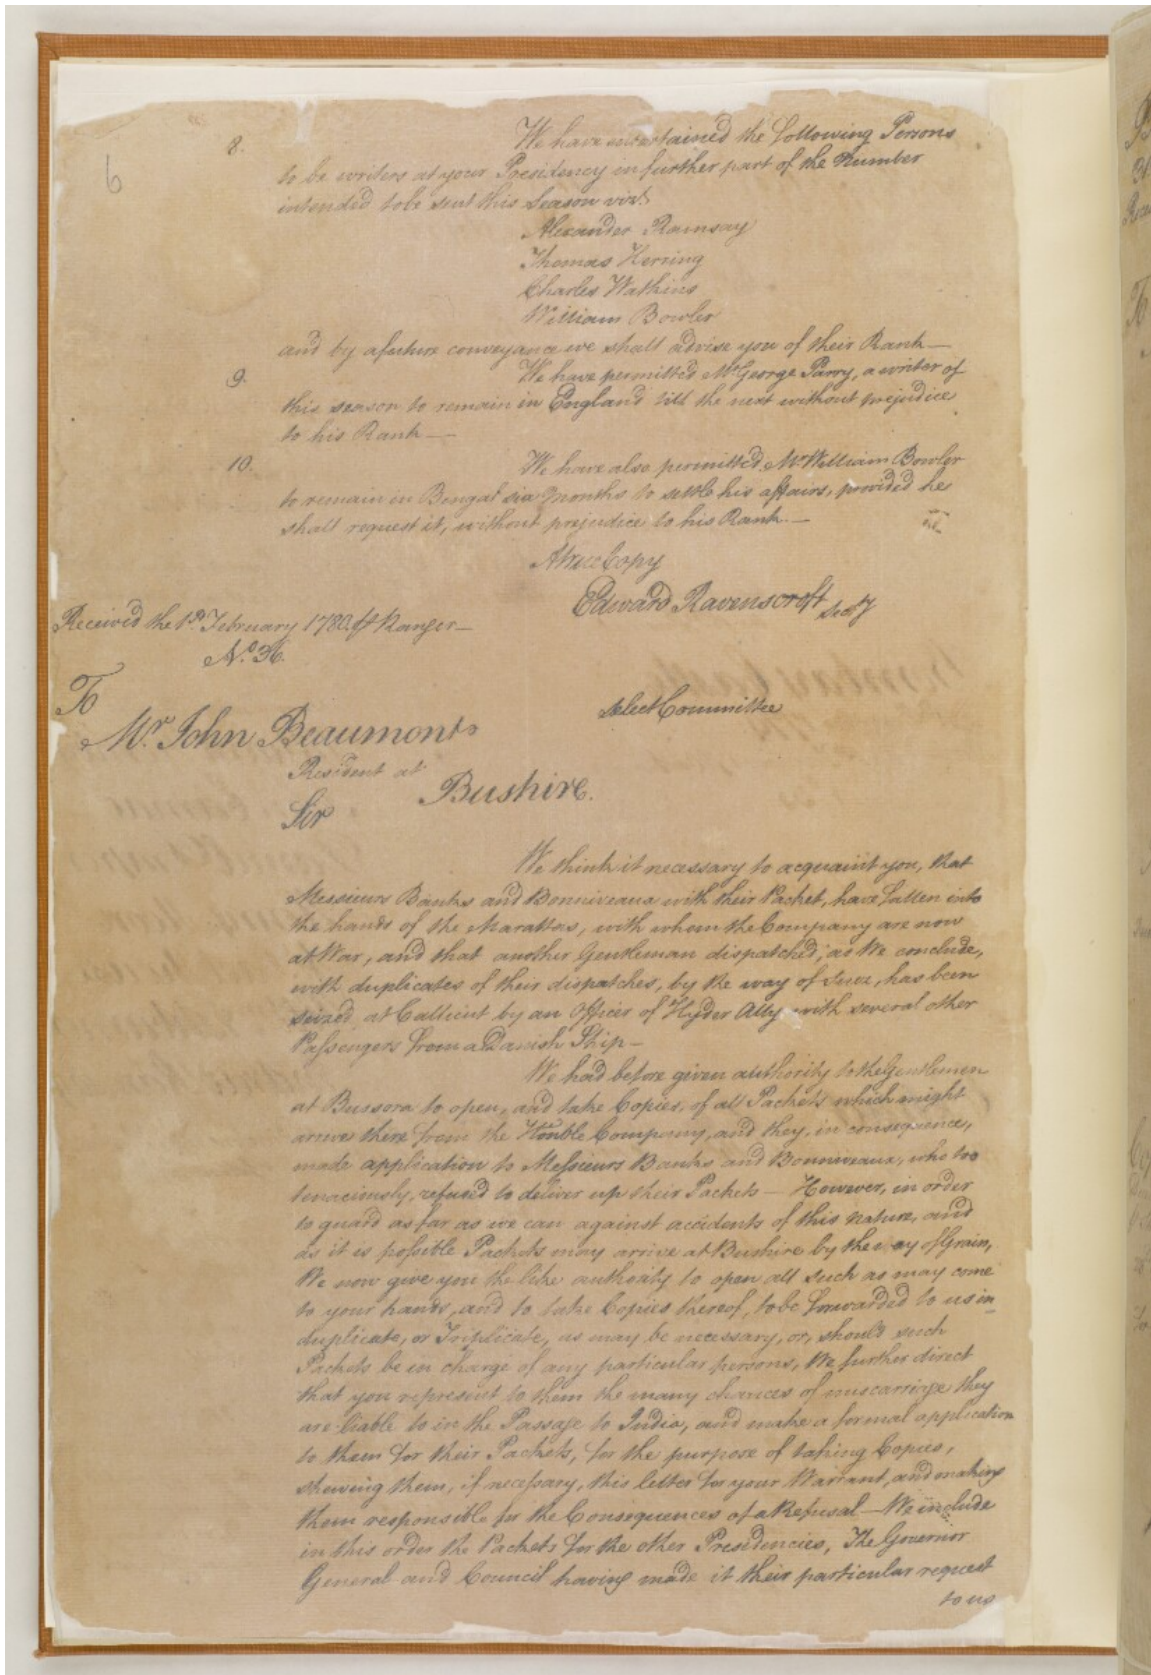 6
8. We have entertained the following Persons
to be writers at your Presidency in further part of the Number
intended to be sent this Season vizt.
Alexander Ramsay
Thomas Herring
Charles Watkins
William Bowler
and by a future conveyance we shall advise you of their Rank—
9. We have permitted Mr George Parry, a writer of
this season to remain in England till the next without prejudice
to his Rank—
10. We have also permitted Mr William Bowler
to remain in Bengal six Months to settle his affairs, provided he
shall request it, without prejudice to his Rank.—
A true Copy
Edward Ravenscroft Secry
Received the 1st February 1780 Ranger—
No. 36.
To
Select Committee
Mr. John Beaumont
Resident at
Bushire.
Sir
We think it necessary to acquaint you, that
Messieurs Banks and Bonniveaux with their Packet, have fallen into
the hands of the Marattas, with whom the Company are now
at War, and that another Gentleman dispatched, as We conclude,
with duplicates of their dispatches, by the way of Suez, has been
seized at Callicut by an Officer of Hyder Ally with several other
Passengers from a Danish Ship—
We had before given authority to the Gentlemen
at Bussora to open, and take Copies, of all Packets which might
arrive there from the Honble Company, and they, in consequence,
made application to Messieurs Banks and Bonniveaux, who too
tenaciously, refused to deliver up their Packets — However, in order
to guard as far as we can against accidents of this nature, and
as it is possible Packets may arrive at Bushire by the way of Grain,
We now give you the like authority to open all such as may come
to your hands, and to take Copies thereof, to be forwarded to us in
duplicate, or Triplicate, as may be necessary, or, should such
Packets be in charge of any particular persons, We further direct
that you represent to them the many chances of miscarriage they
are liable to in the Passage to India, and make a formal application
to them for their Packets, for the purpose of taking Copies,
shewing them, if necessary, this letter for your Warrant, and making
them responsible for the Consequences of a Refusal — We include
in this order the Packets for the other Presidencies, The Governor
General and Council having made it their particular request
to us